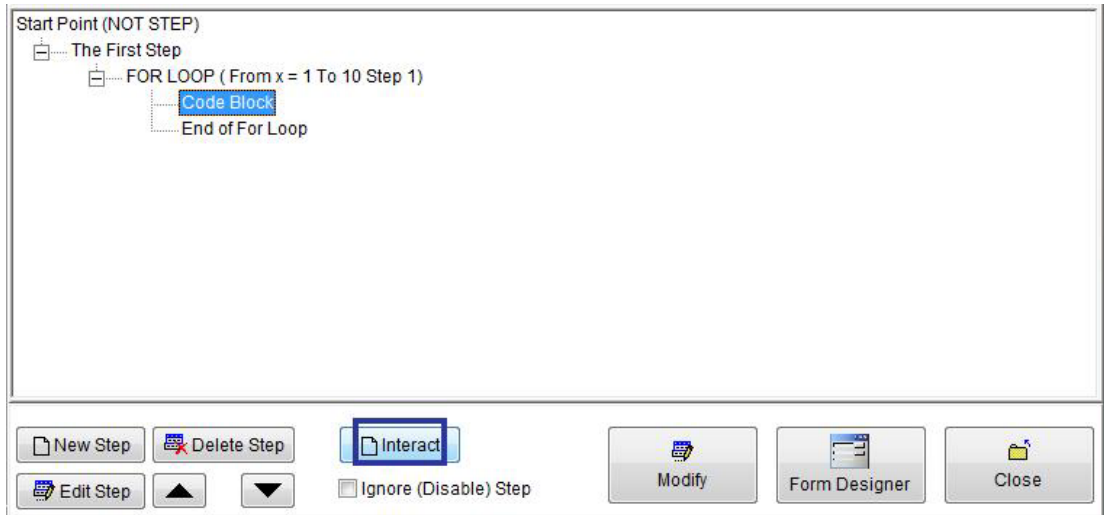 Start Point (NOT STEP)
The First Step
FOR LOOP ( From x = 1 To 10 Step 1)
Code Block
End of For Loop
New Step
Delete Step
Interact
Edit Step
Ignore (Disable) Step
Modify
Form Designer
Close